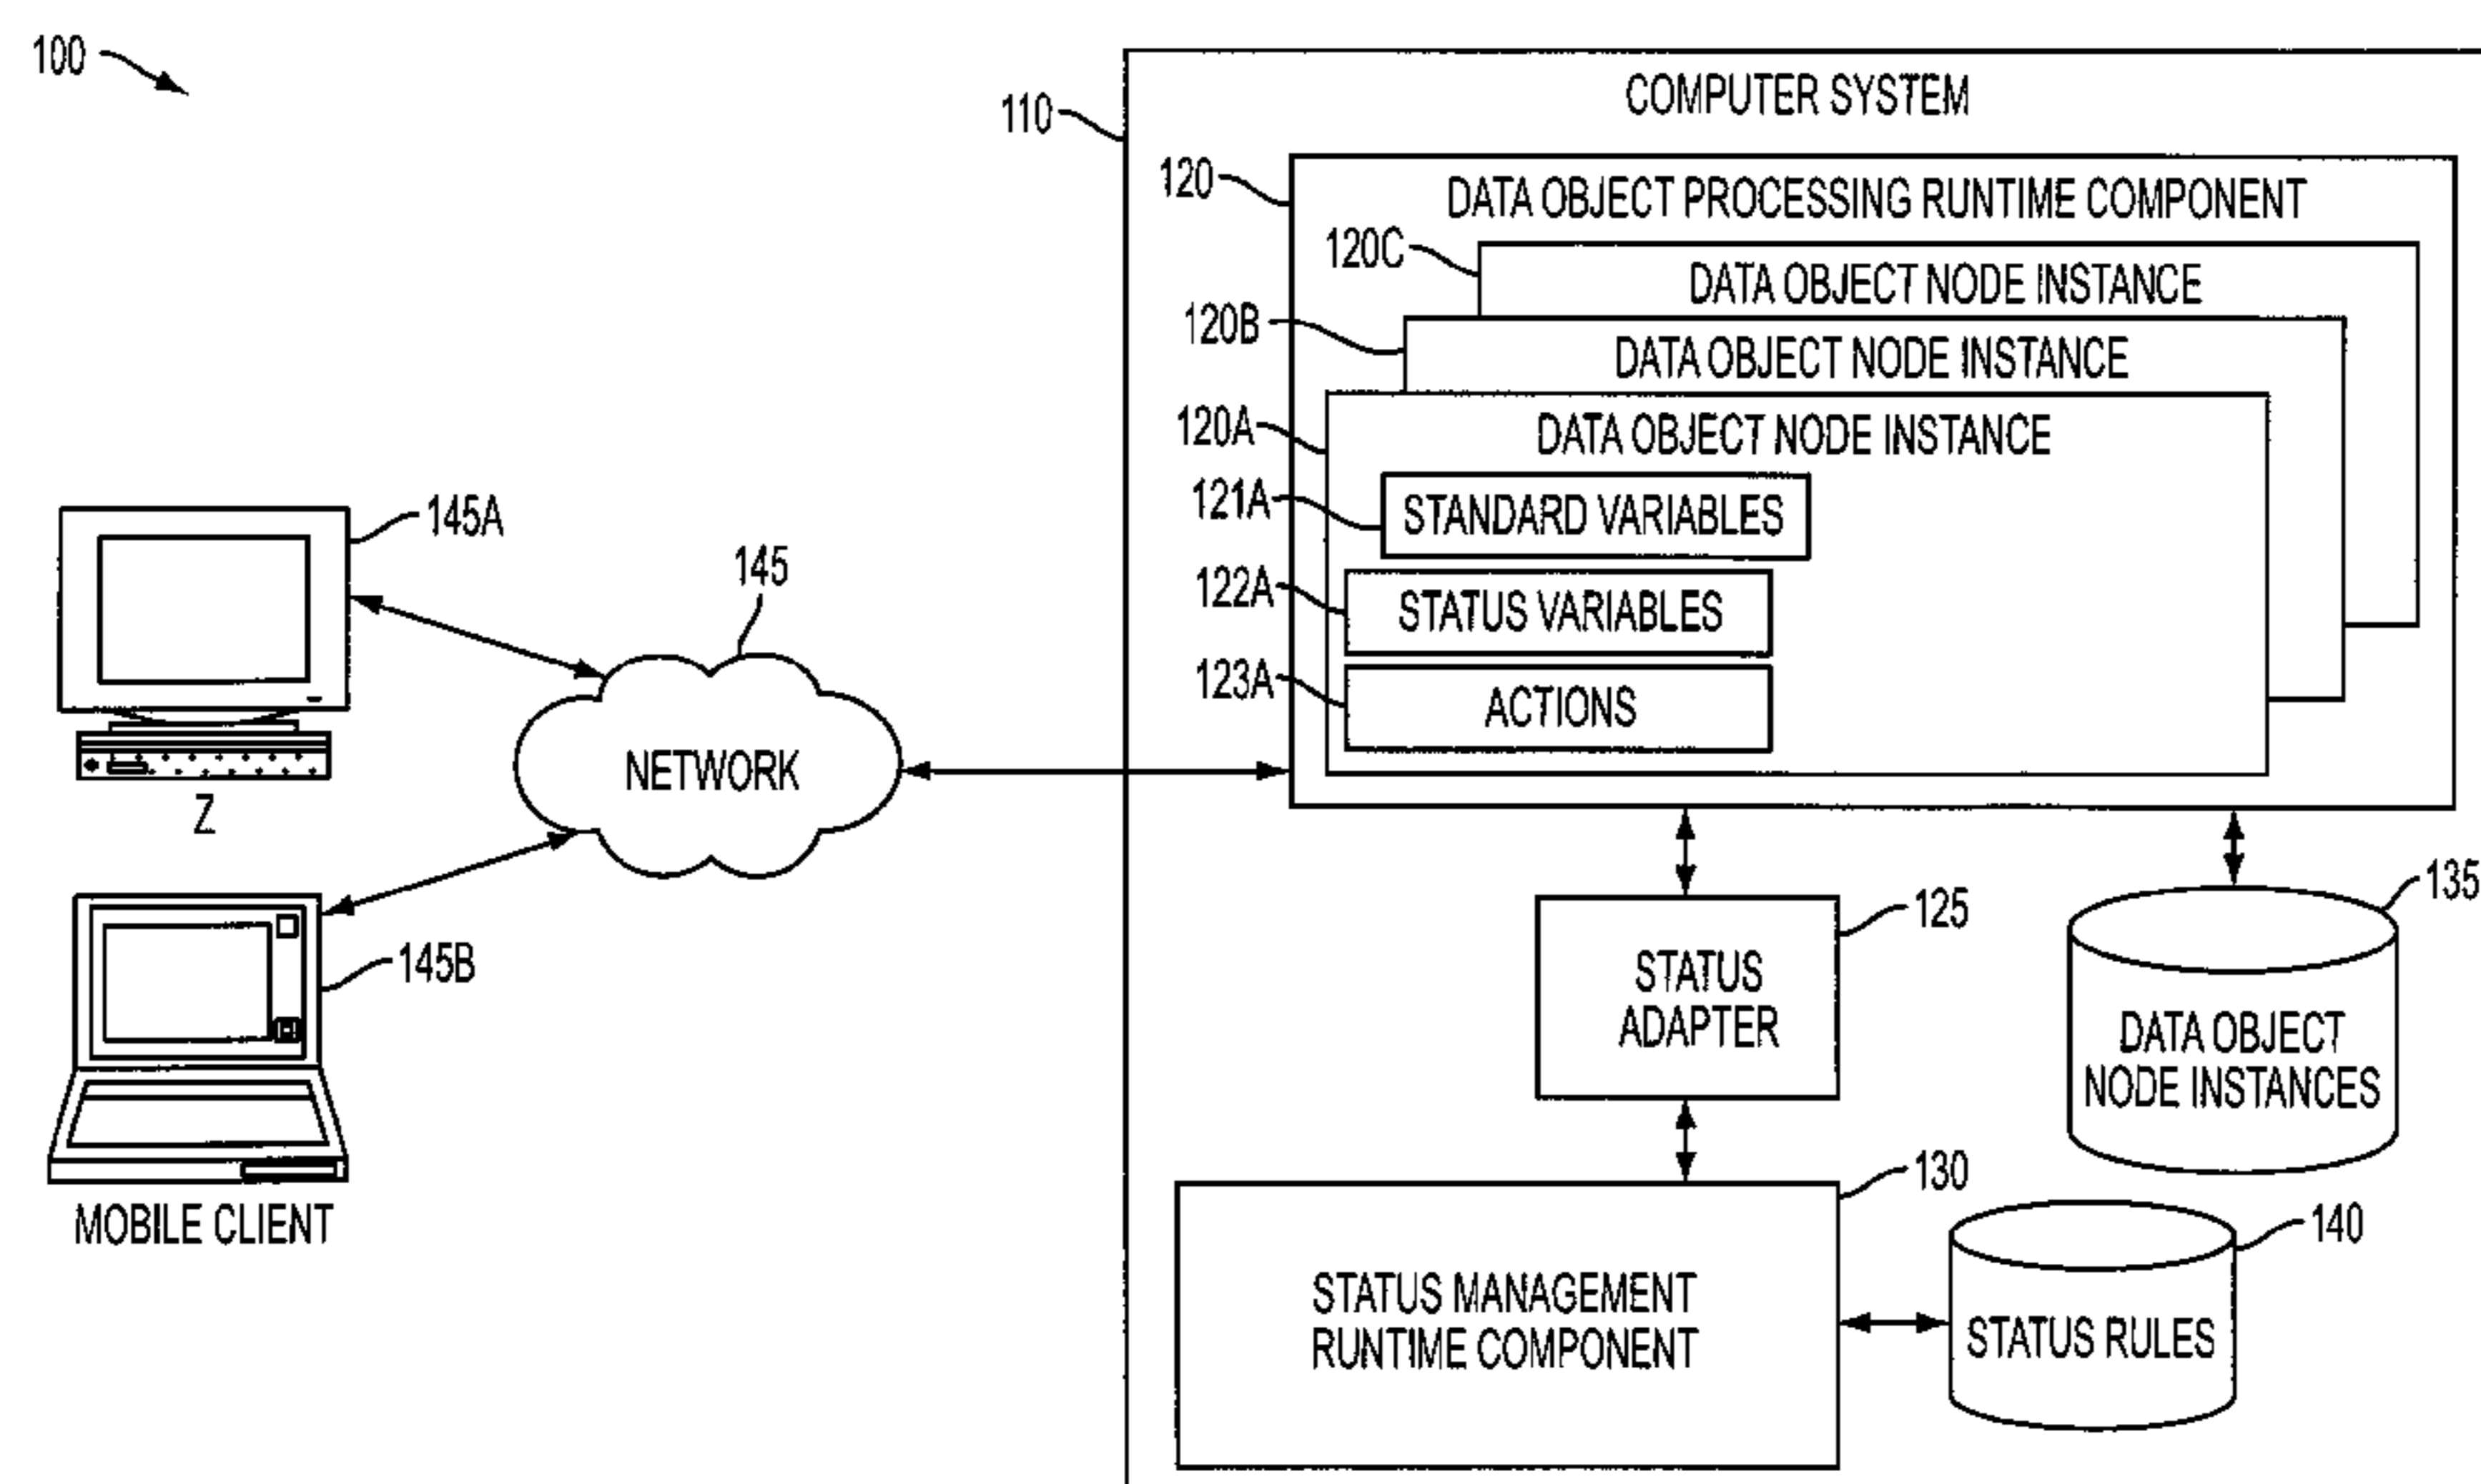 100
110
COMPUTER SYSTEM
120
DATA OBJECT PROCESSING RUNTIME COMPONENT
120C
DATA OBJECT NODE INSTANCE
120B
DATA OBJECT NODE INSTANCE
120A
DATA OBJECT NODE INSTANCE
121A
STANDARD VARIABLES
122A
STATUS VARIABLES
123A
ACTIONS
145A
Z
145
NETWORK
145B
MOBILE CLIENT
125
STATUS
ADAPTER
135
DATA OBJECT
NODE INSTANCES
130
STATUS MANAGEMENT
RUNTIME COMPONENT
140
STATUS RULES